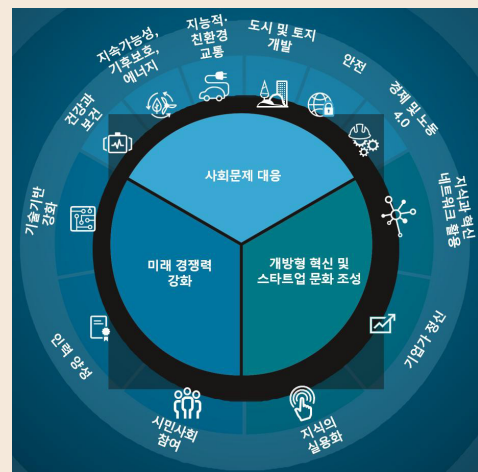 건강과
보건
지속가능성,
기후보호,
에너지
지능적·
친환경
교통
도시 및 토지
개발
안전
경제 및 노동
4.0
지식과 혁신
네트워크 활용
기업가 정신
지식의
실용화
시민사회
참여
인력 양성
기술기반
강화
사회문제 대응
미래 경쟁력
강화
개방형 혁신 및
스타트업 문화 조성